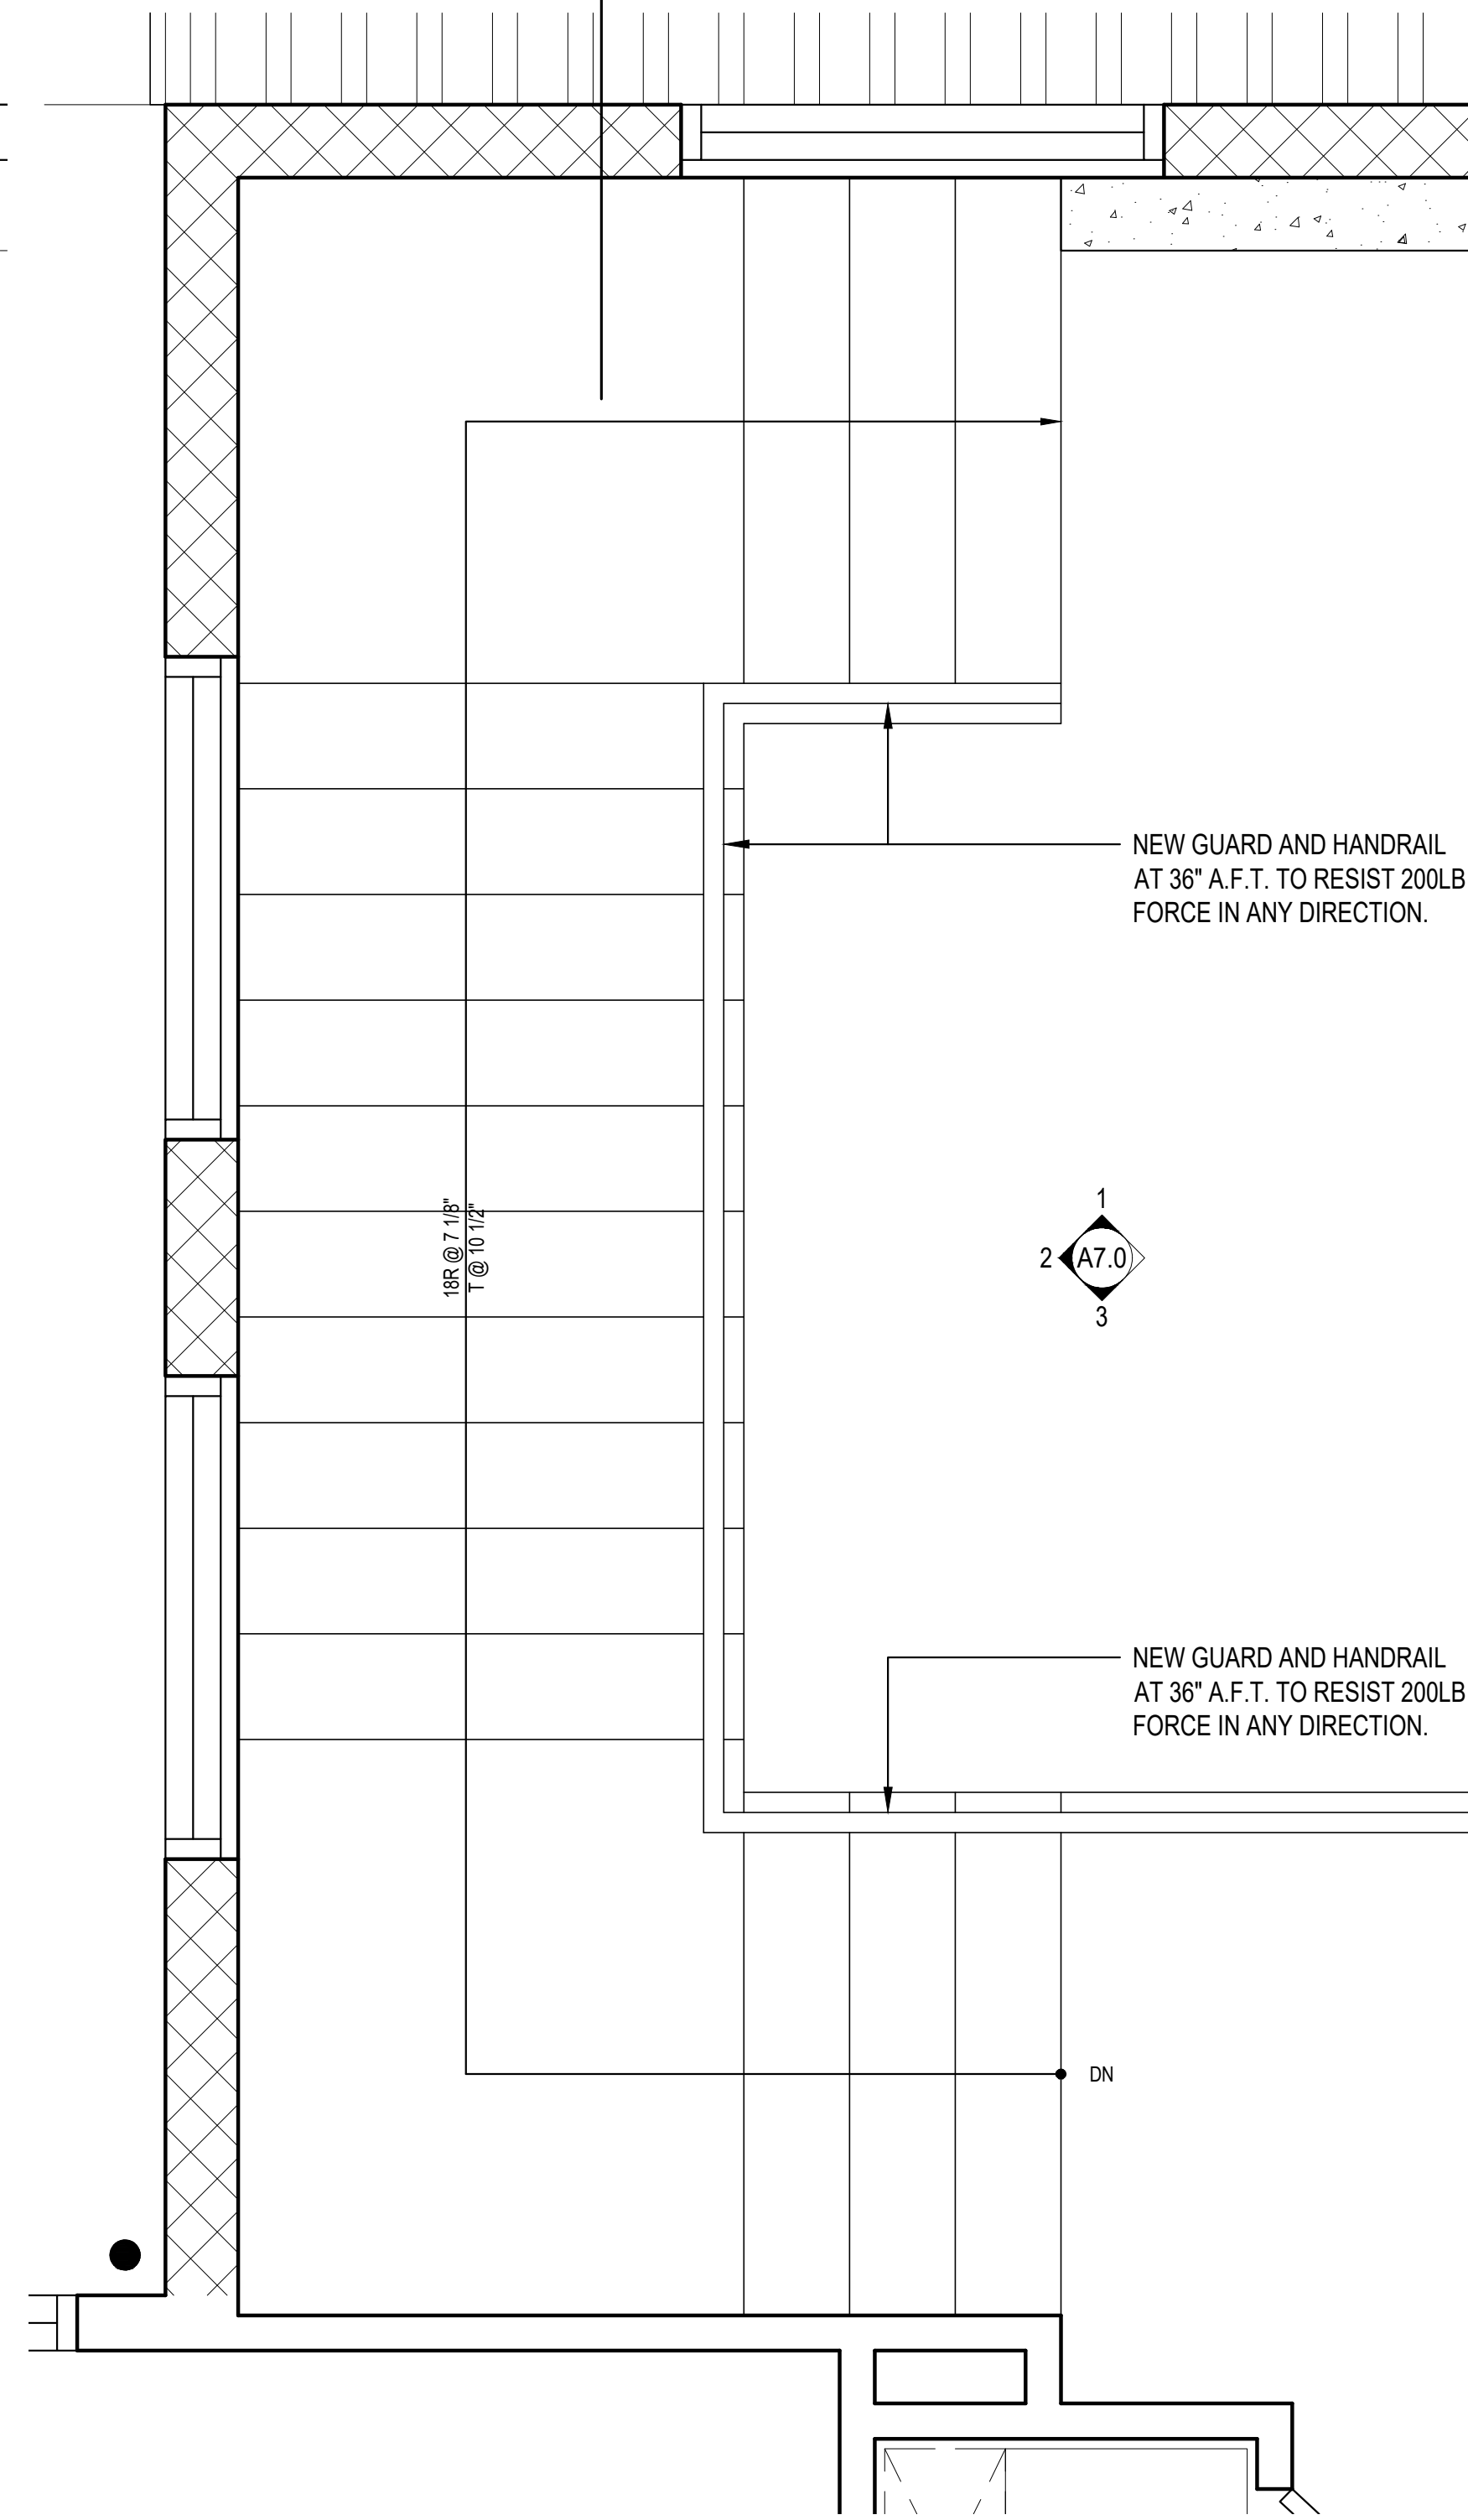 NEW GUARD AND HANDRAIL
AT 36" A.F.T. TO RESIST 200LB
FORCE IN ANY DIRECTION.
18R @ 7 1/8"
T @ 10 1/2"
1
2 A7.0
3
NEW GUARD AND HANDRAIL
AT 36" A.F.T. TO RESIST 200LB
FORCE IN ANY DIRECTION.
DN